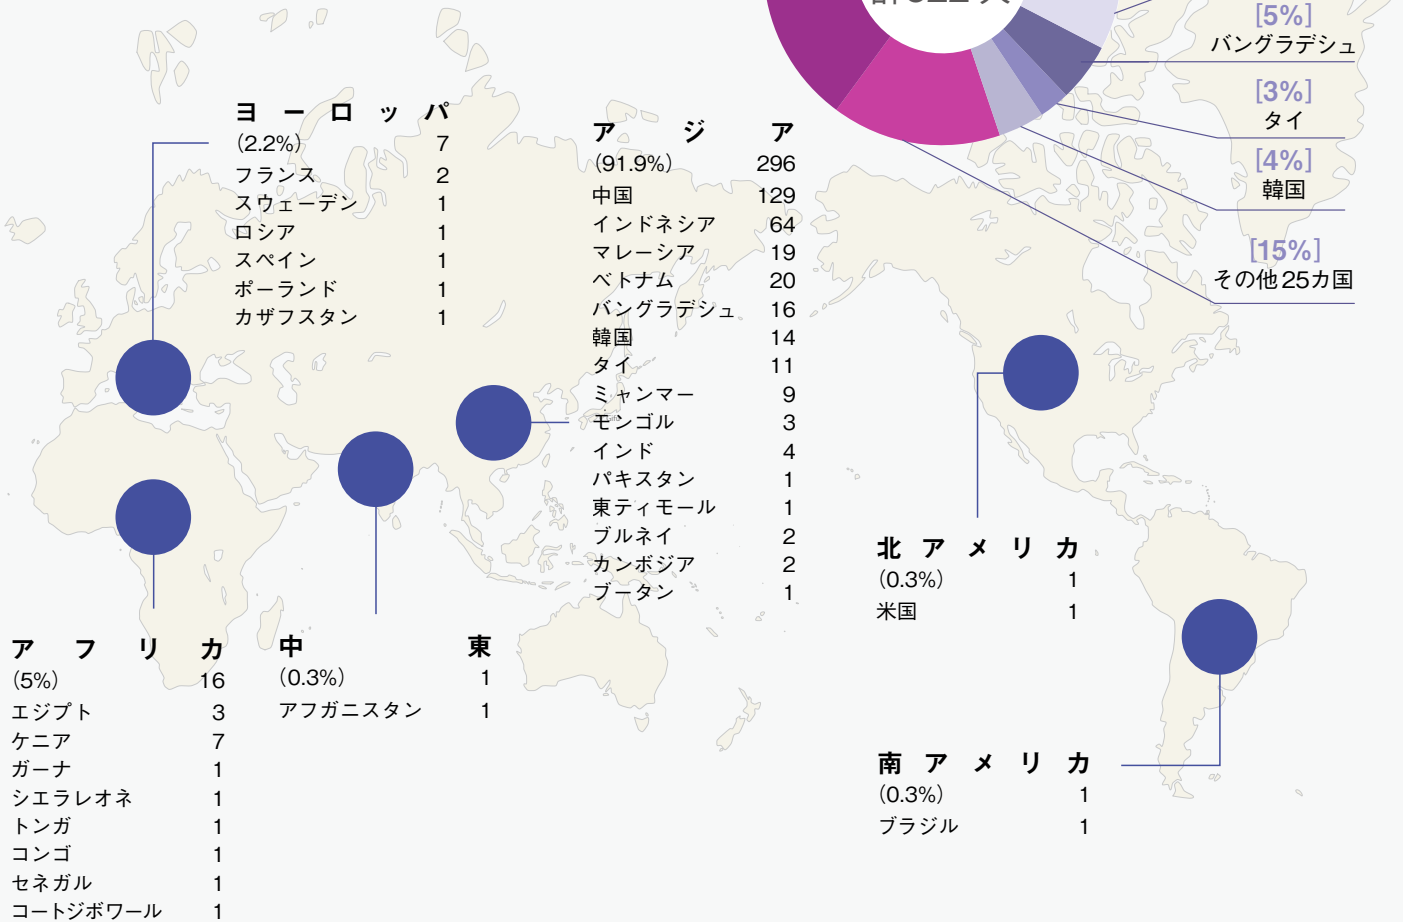 [5%]
バングラデシュ
[3%]
タイ
[4%]
韓国
[15%]
その他25カ国
ヨーロッパ
(2.2%) 7
フランス 2
スウェーデン 1
ロシア 1
スペイン 1
ポーランド 1
カザフスタン 1
アジア
(91.9%) 296
中国 129
インドネシア 64
マレーシア 19
ベトナム 20
バングラデシュ 16
韓国 14
タイ 11
ミャンマー 9
モンゴル 3
インド 4
パキスタン 1
東ティモール 1
ブルネイ 2
カンボジア 2
ブータン 1
北アメリカ
(0.3%) 1
米国 1
アフリカ
(5%) 16
エジプト 3
ケニア 7
ガーナ 1
シエラレオネ 1
トンガ 1
コンゴ 1
セネガル 1
コートジボワール 1
中東
(0.3%) 1
アフガニスタン 1
南アメリカ
(0.3%) 1
ブラジル 1